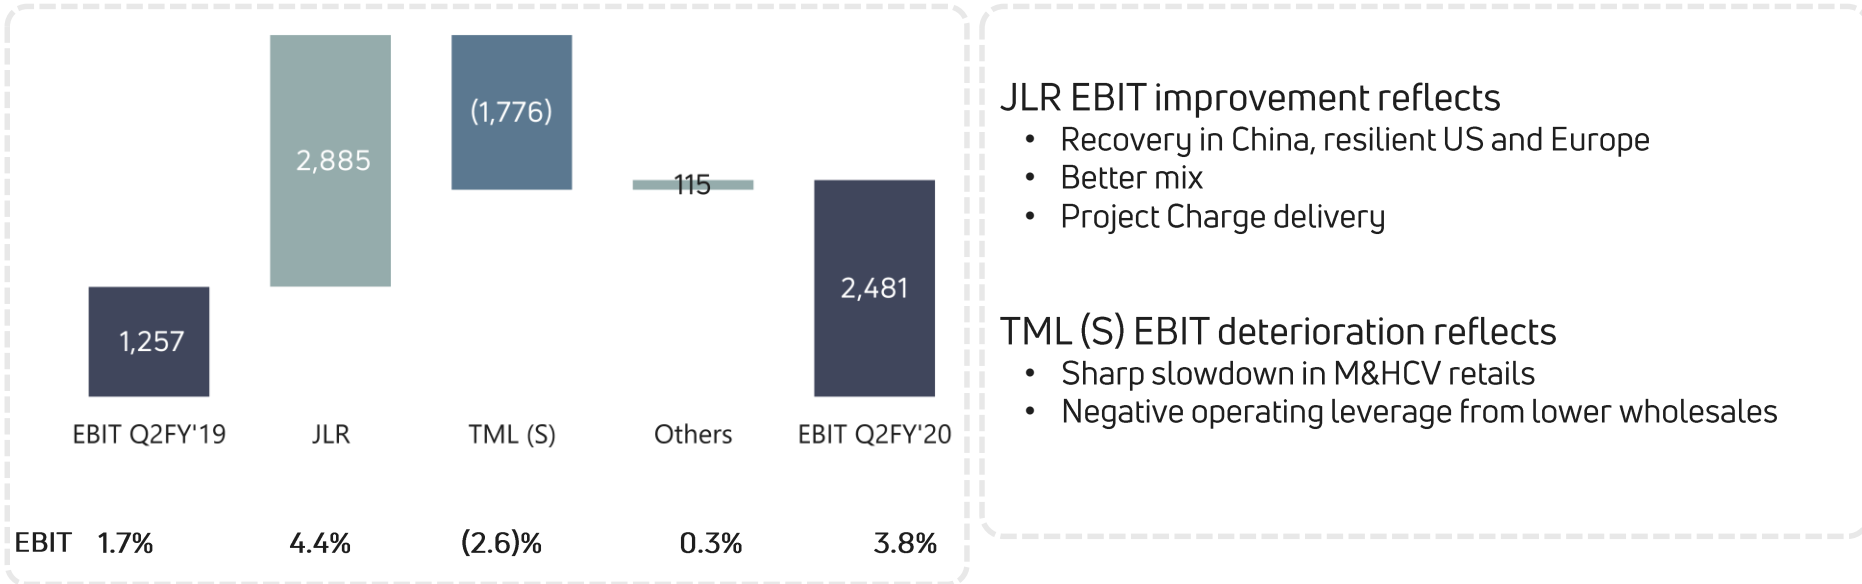 2,885
(1,776)
115
1,257
2,481
EBIT Q2FY'19 JLR TML (S) Others EBIT Q2FY'20
EBIT 1.7% 4.4% (2.6)% 0.3% 3.8%
JLR EBIT improvement reflects
• Recovery in China, resilient US and Europe
• Better mix
• Project Charge delivery
TML (S) EBIT deterioration reflects
• Sharp slowdown in M&HCV retails
• Negative operating leverage from lower wholesales